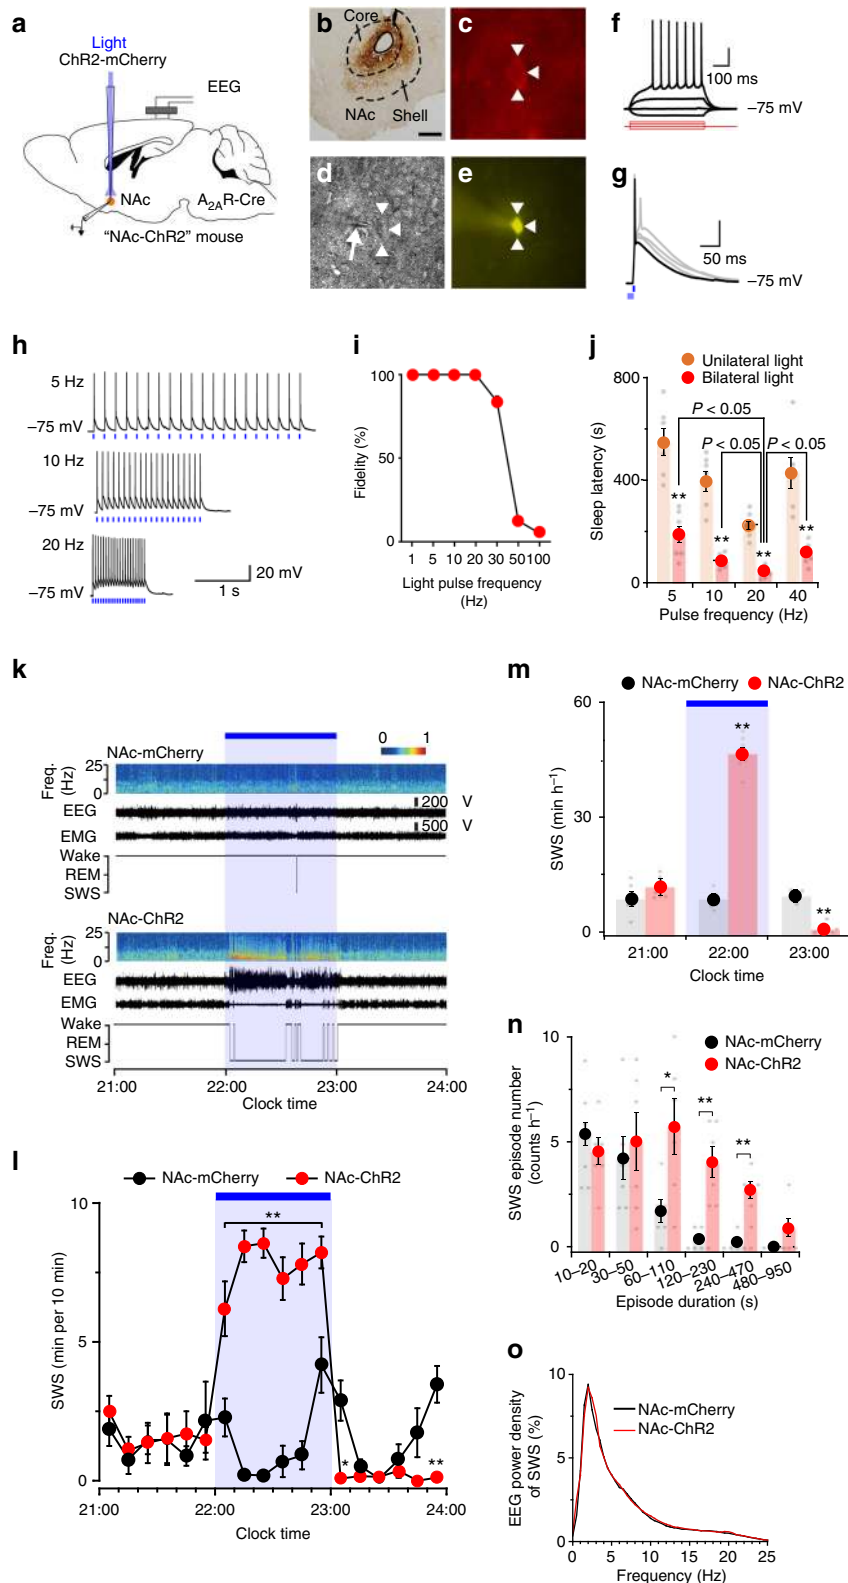 a
Light
ChR2-mCherry
EEG
NAc
A2AR-Cre
"NAc-ChR2" mouse
b
Core
NAc
Shell
c
d
e
f
100 ms
−75 mV
g
50 ms
−75 mV
h
5 Hz
−75 mV
10 Hz
−75 mV
20 Hz
−75 mV
20 mV
1 s
i
Fidelity (%)
100
50
0
1 5 10 20 30 50 100
Light pulse frequency
(Hz)
j
Unilateral light
Bilateral light
Sleep latency (s)
800
400
200
0
P < 0.05
P < 0.05
P < 0.05
** ** ** **
5 10 20 40
Pulse frequency (Hz)
k
NAc-mCherry
0 1
Freq.
(Hz)
25
0
EEG
200 V
EMG
500 V
Wake
REM
SWS
NAc-ChR2
Freq.
(Hz)
25
0
EEG
EMG
Wake
REM
SWS
21:00 22:00 23:00 24:00
Clock time
l
NAc-mCherry NAc-ChR2
SWS (min per 10 min)
10
5
0
**
*
**
21:00 22:00 23:00 24:00
Clock time
m
NAc-mCherry NAc-ChR2
SWS (min h−1)
60
30
10
0
**
**
21:00 22:00 23:00
Clock time
n
NAc-mCherry
NAc-ChR2
SWS episode number
(counts h−1)
10
5
0
* ** **
10–20 30–50 60–110 120–230 240–470 480–950
Episode duration (s)
o
NAc-mCherry
NAc-ChR2
EEG power density
of SWS (%)
10
5
0
0 5 10 15 20 25
Frequency (Hz)